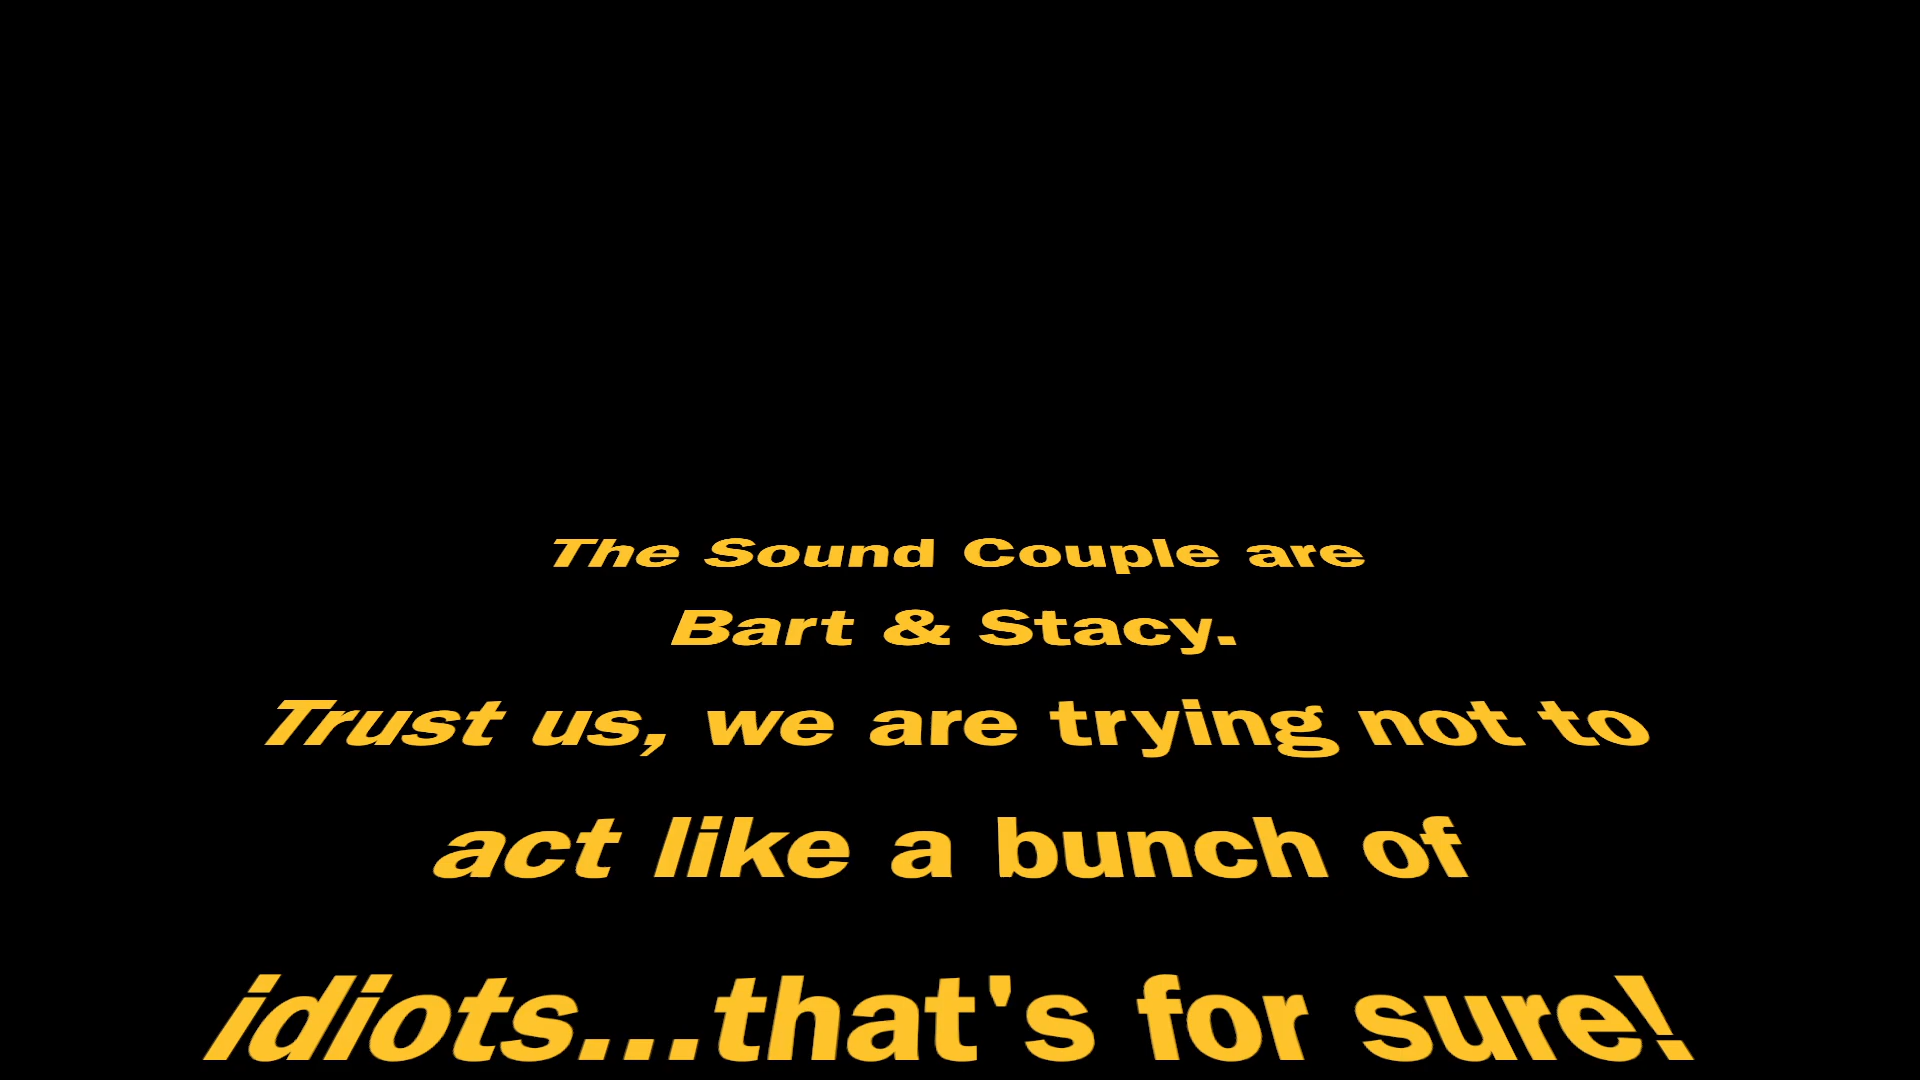 The Sound Couple are
Bart & Stacy.
Trust us, we are trying not to
act like a bunch of
idiots...that's for sure!